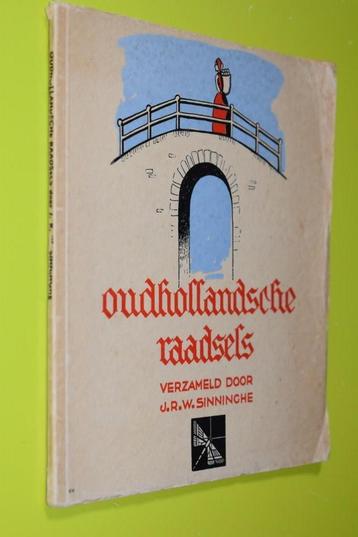 oudhollandsche
raadsels
VERZAMELD DOOR
J.R.W. SINNINGHE